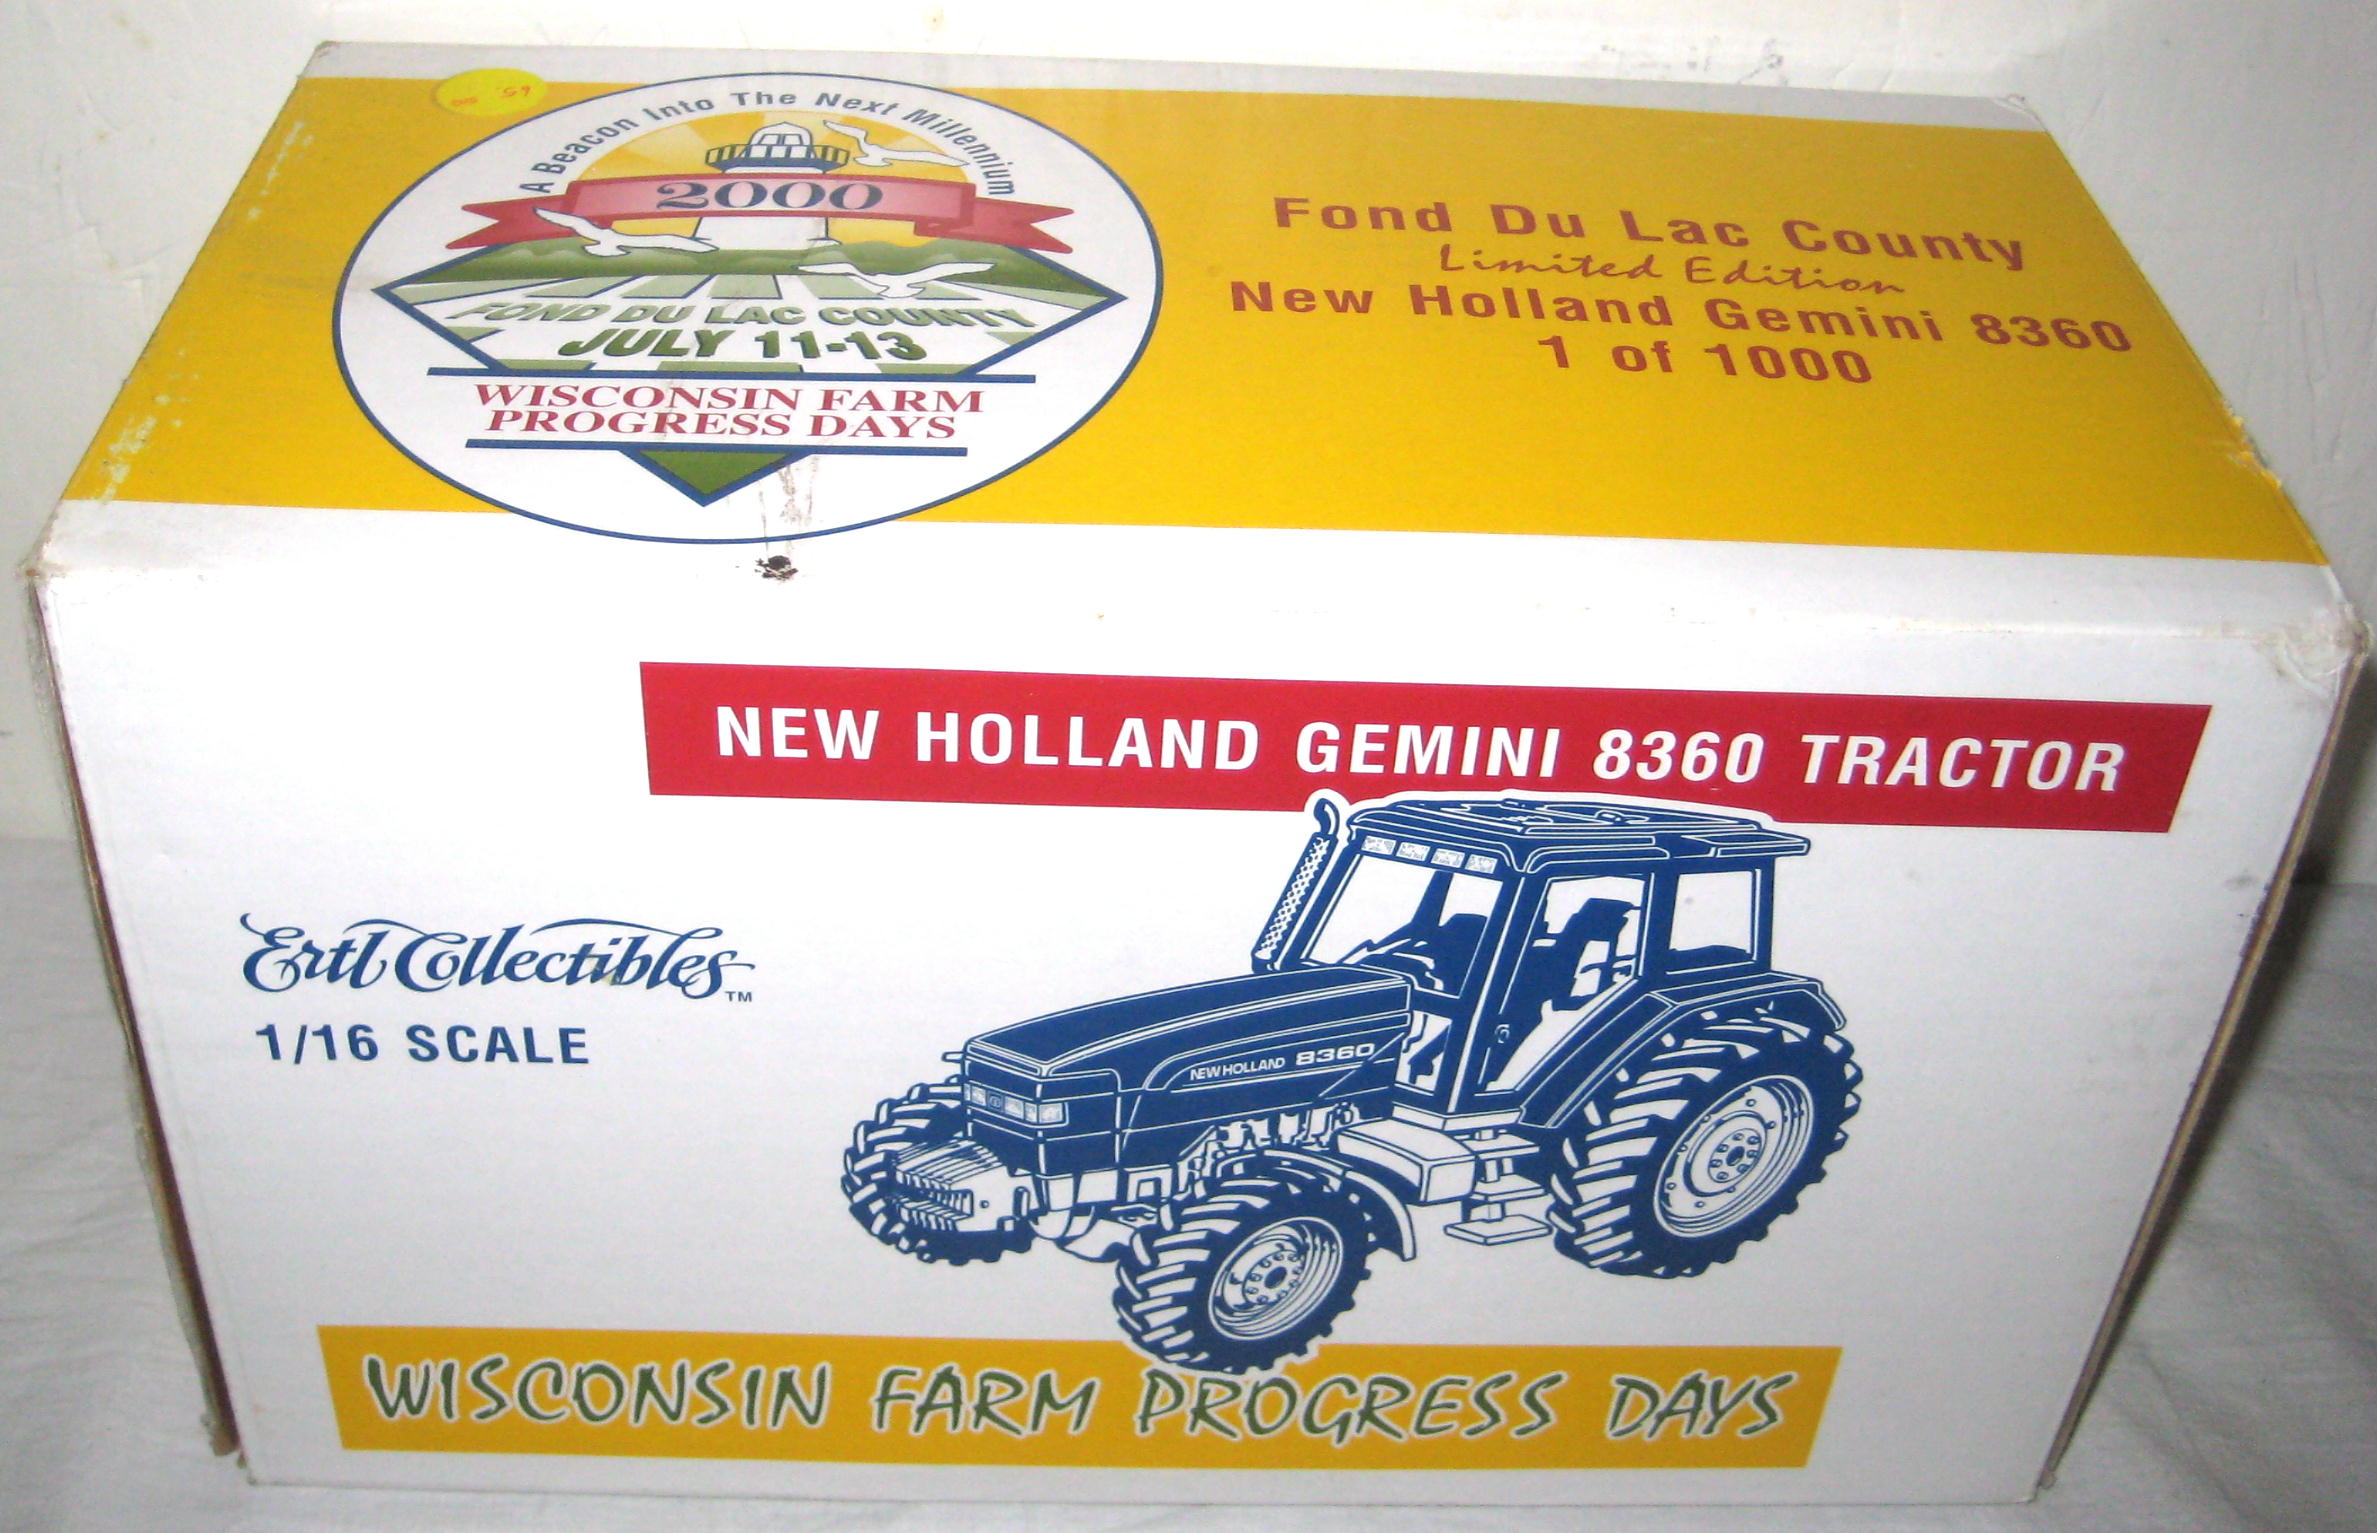 A Beacon Into The Next Millennium
2000
FOND DU LAC COUNTY
JULY 11-13
WISCONSIN FARM
PROGRESS DAYS
Fond Du Lac County
Limited Edition
New Holland Gemini 8360
1 of 1000
NEW HOLLAND GEMINI 8360 TRACTOR
Ertl Collectibles™
1/16 SCALE
NEW HOLLAND 8360
WISCONSIN FARM PROGRESS DAYS